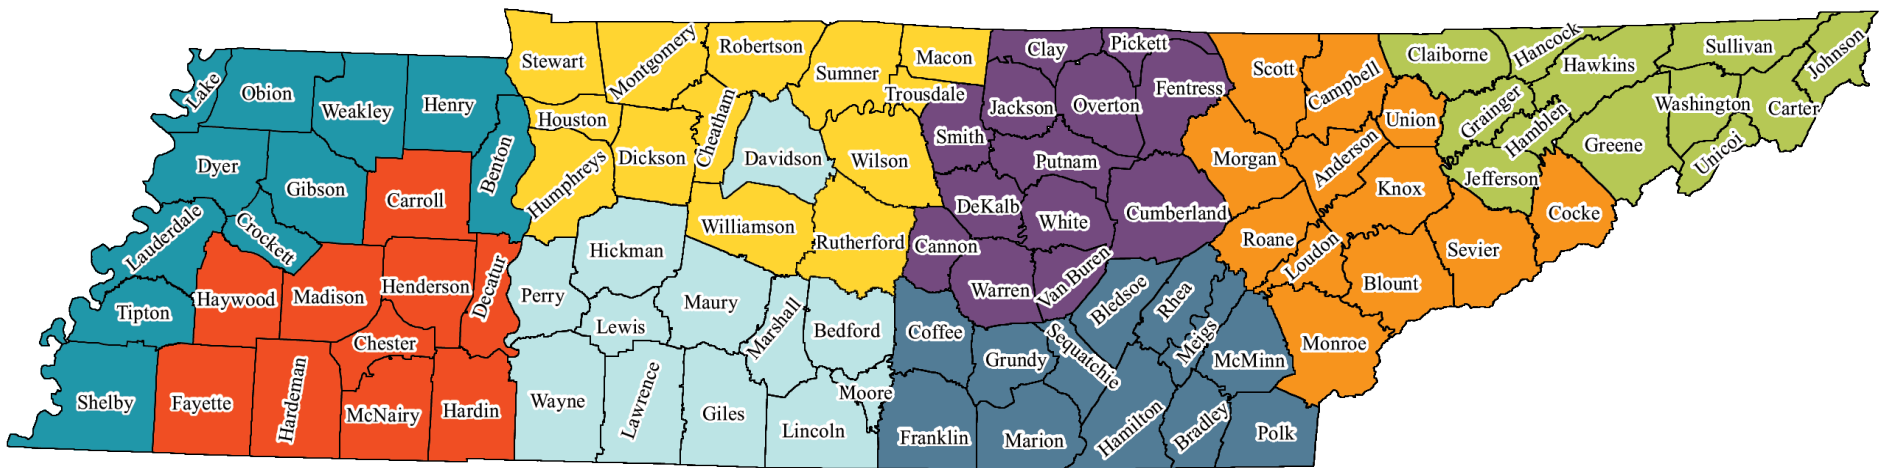 Lake
Obion
Weakley
Henry
Stewart
Montgomery
Robertson
Sumner
Macon
Trousdale
Clay
Pickett
Fentress
Overton
Jackson
Smith
Putnam
Scott
Campbell
Claiborne
Hancock
Hawkins
Sullivan
Johnson
Carter
Washington
Unicoi
Greene
Hamblen
Grainger
Union
Jefferson
Anderson
Morgan
Knox
Cocke
Sevier
Blount
Loudon
Roane
Monroe
Cumberland
White
DeKalb
Cannon
Warren
VanBuren
Wilson
Davidson
Cheatham
Dickson
Houston
Humphreys
Benton
Carroll
Gibson
Dyer
Crockett
Lauderdale
Tipton
Haywood
Madison
Henderson
Decatur
Chester
Perry
Hickman
Williamson
Rutherford
Lewis
Maury
Marshall
Bedford
Coffee
Grundy
Sequatchie
Bledsoe
Rhea
Meigs
McMinn
Shelby
Fayette
Hardeman
McNairy
Hardin
Wayne
Lawrence
Giles
Lincoln
Moore
Franklin
Marion
Hamilton
Bradley
Polk